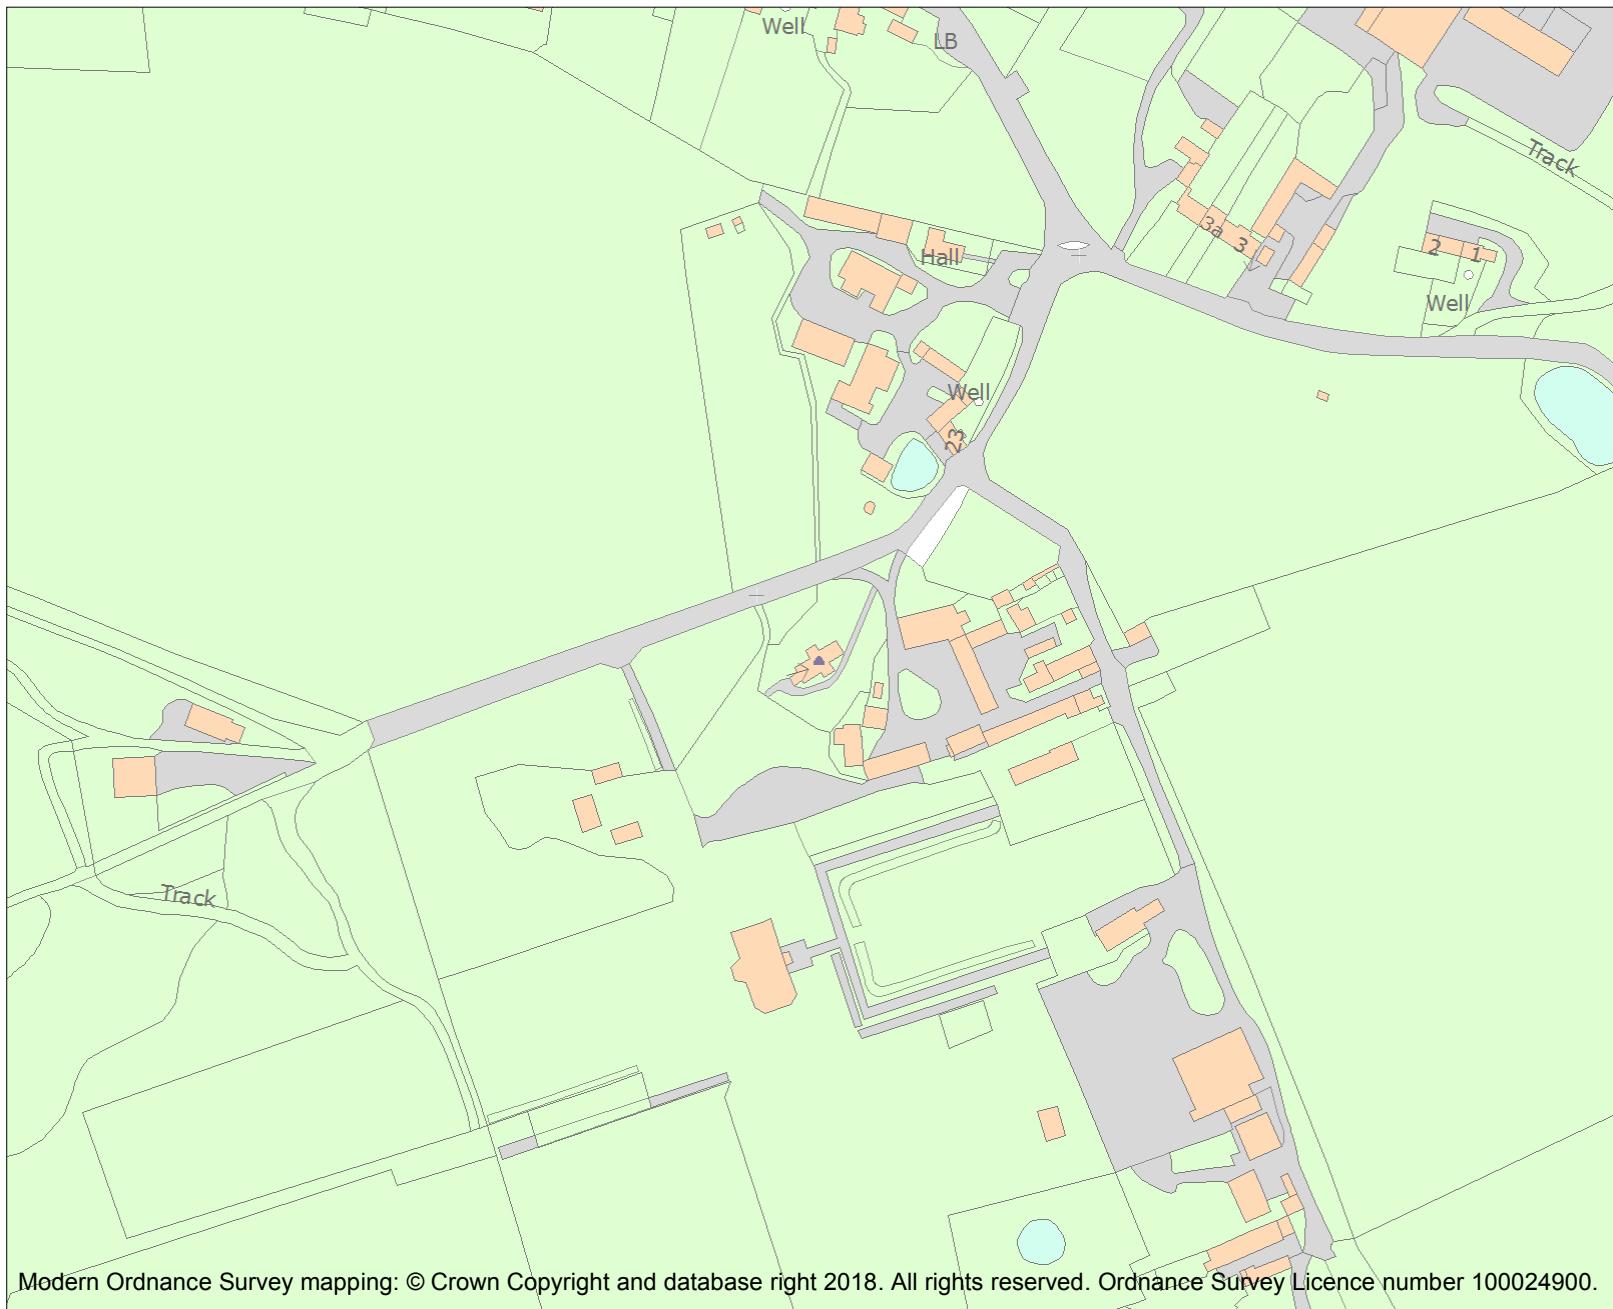 Well
LB
Track
3a
3
Hall
2
1
Well
Well
23
Track
Modern Ordnance Survey mapping: © Crown Copyright and database right 2018. All rights reserved. Ordnance Survey Licence number 100024900.